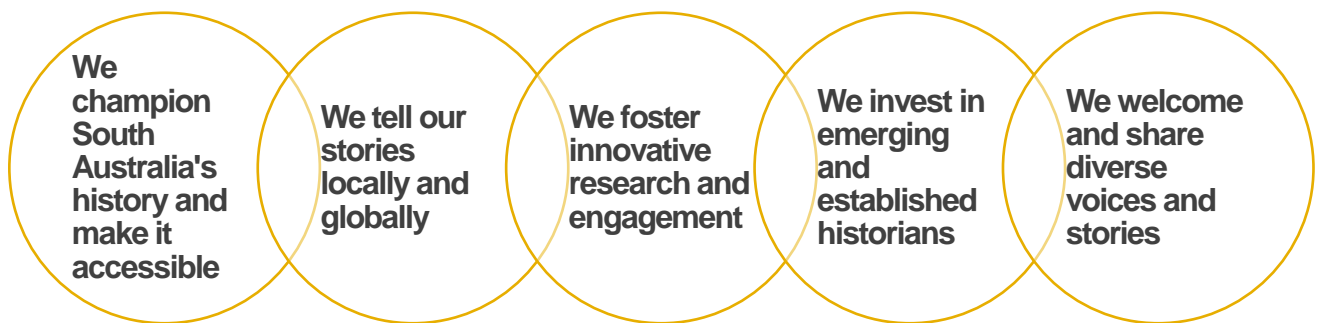 We
champion
South
Australia's
history and
make it
accessible
We tell our
stories
locally and
globally
We foster
innovative
research and
engagement
We invest in
emerging
and
established
historians
We welcome
and share
diverse
voices and
stories